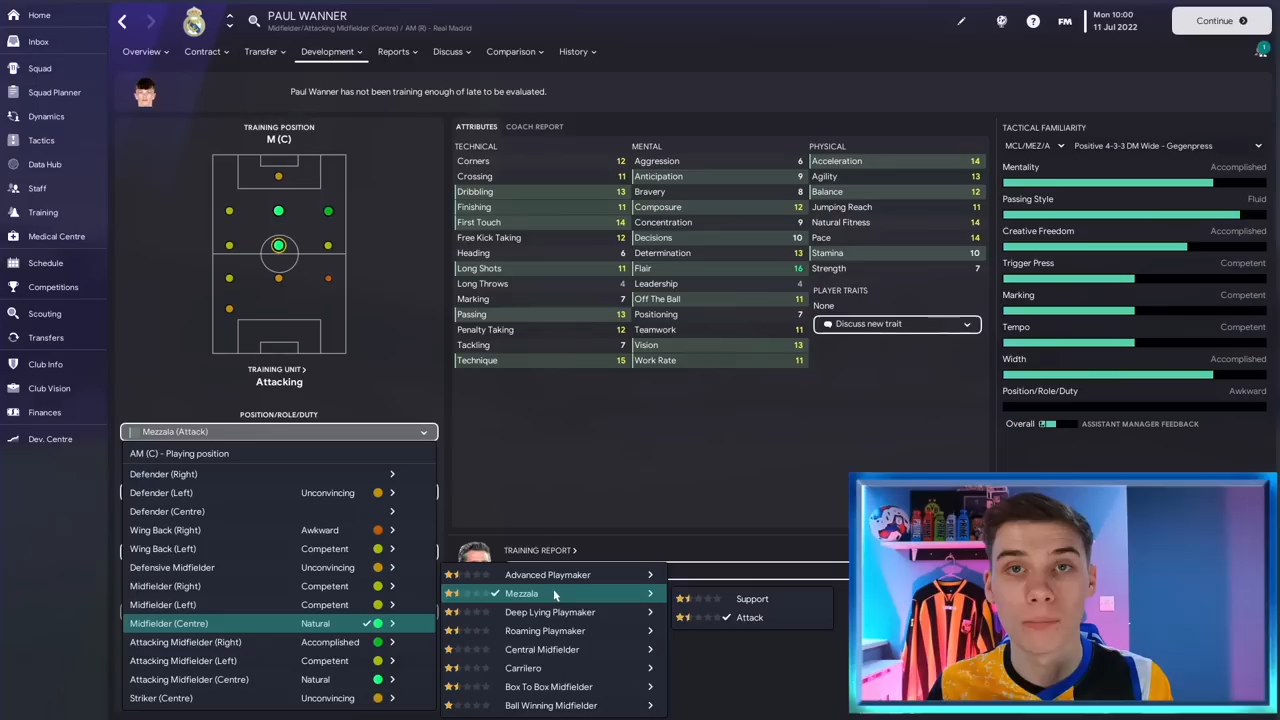 Home
Inbox
Squad
Squad Planner
Dynamics
Tactics
Data Hub
Staff
Training
Medical Centre
Schedule
Competitions
Scouting
Transfers
Club Info
Club Vision
Finances
Dev. Centre
PAUL WANNER
Midfielder/Attacking Midfielder (Centre) / AM (R) - Real Madrid
FM
Mon 10:00
11 Jul 2022
Continue
Overview Contract Transfer Development Reports Discuss Comparison History
1
Paul Wanner has not been training enough of late to be evaluated.
TRAINING POSITION
M (C)
TRAINING UNIT
Attacking
POSITION/ROLE/DUTY
Mezzala (Attack)
AM (C) - Playing position
Defender (Right)
Defender (Left) Unconvincing
Defender (Centre)
Wing Back (Right) Awkward
Wing Back (Left) Competent
Defensive Midfielder Unconvincing
Midfielder (Right) Competent
Midfielder (Left) Competent
Midfielder (Centre) Natural
Attacking Midfielder (Right) Accomplished
Attacking Midfielder (Left) Competent
Attacking Midfielder (Centre) Natural
Striker (Centre) Unconvincing
ATTRIBUTES COACH REPORT
TECHNICAL
Corners 12
Crossing 11
Dribbling 13
Finishing 11
First Touch 14
Free Kick Taking 12
Heading 6
Long Shots 11
Long Throws 4
Marking 7
Passing 13
Penalty Taking 12
Tackling 7
Technique 15
MENTAL
Aggression 6
Anticipation 9
Bravery 8
Composure 12
Concentration 9
Decisions 10
Determination 13
Flair 16
Leadership 4
Off The Ball 11
Positioning 7
Teamwork 11
Vision 13
Work Rate 11
PHYSICAL
Acceleration 14
Agility 13
Balance 12
Jumping Reach 11
Natural Fitness 14
Pace 14
Stamina 10
Strength 7
PLAYER TRAITS
None
Discuss new trait
TRAINING REPORT
Advanced Playmaker
Mezzala
Deep Lying Playmaker
Roaming Playmaker
Central Midfielder
Carrilero
Box To Box Midfielder
Ball Winning Midfielder
Support
Attack
TACTICAL FAMILIARITY
MCL/MEZ/A Positive 4-3-3 DM Wide - Gegenpress
Mentality Accomplished
Passing Style Fluid
Creative Freedom Accomplished
Trigger Press Competent
Marking Competent
Tempo Competent
Width Accomplished
Position/Role/Duty Awkward
Overall ASSISTANT MANAGER FEEDBACK